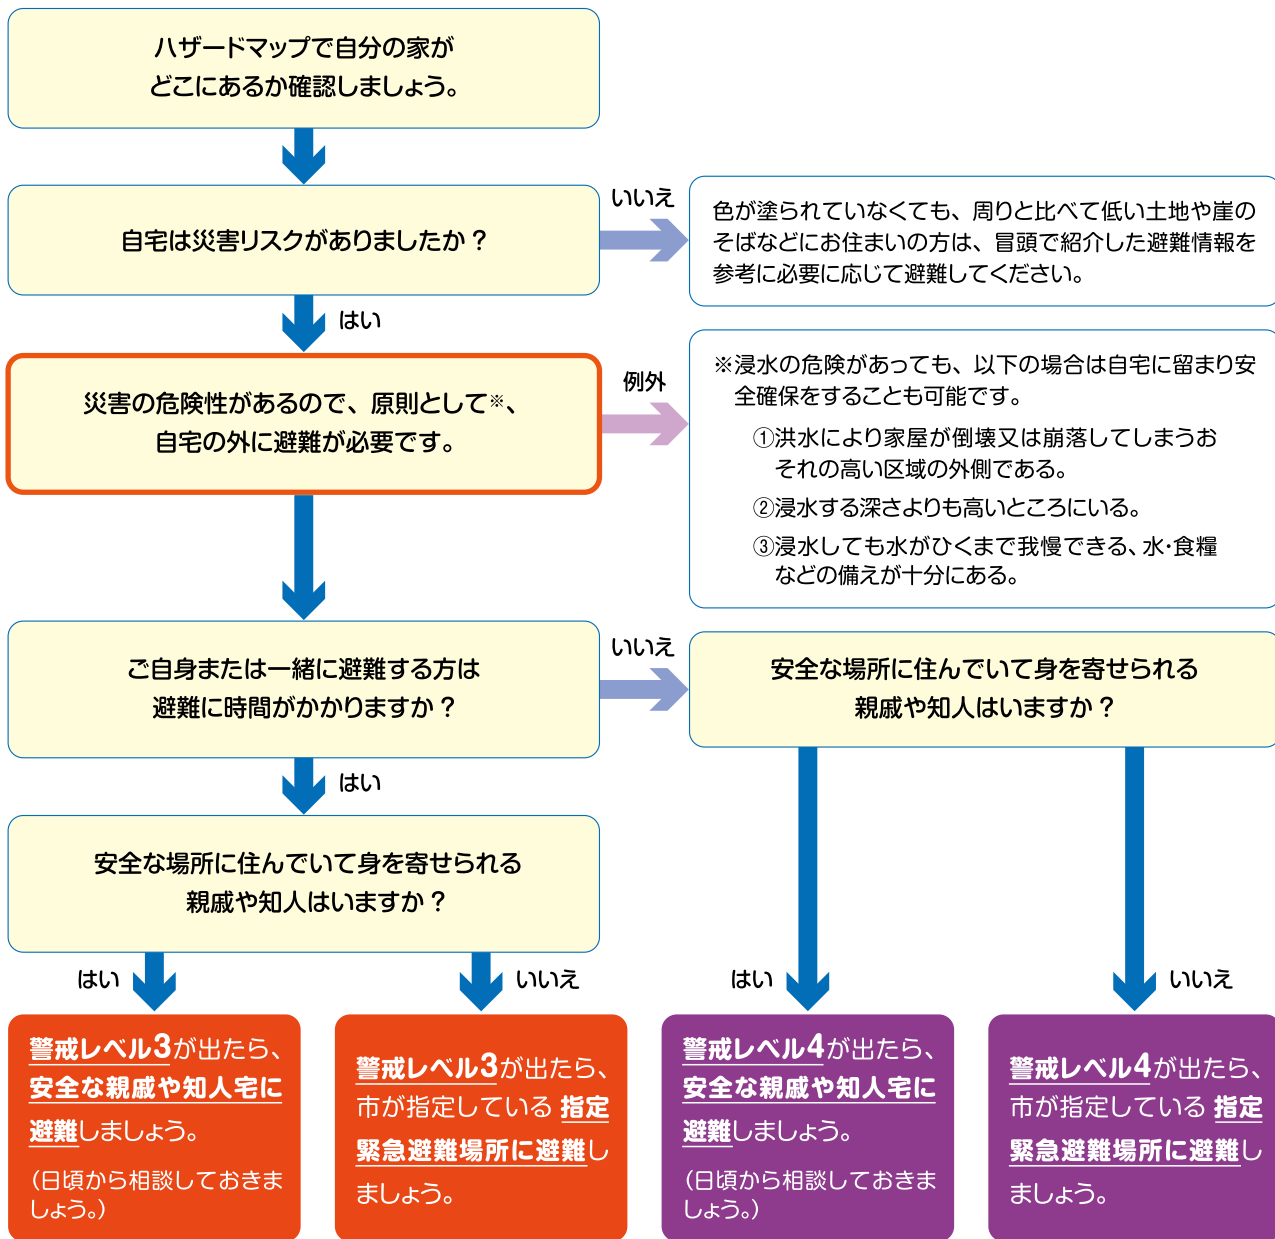 ハザードマップで自分の家が
どこにあるか確認しましょう。
自宅は災害リスクがありましたか？
いいえ
色が塗られていなくても、周りと比べて低い土地や崖の
そばなどにお住まいの方は、冒頭で紹介した避難情報を
参考に必要に応じて避難してください。
はい
災害の危険性があるので、原則として※、
自宅の外に避難が必要です。
例外
※浸水の危険があっても、以下の場合は自宅に留まり安
全確保をすることも可能です。
①洪水により家屋が倒壊又は崩落してしまうお
それの高い区域の外側である。
②浸水する深さよりも高いところにいる。
③浸水しても水がひくまで我慢できる、水・食糧
などの備えが十分にある。
ご自身または一緒に避難する方は
避難に時間がかかりますか？
いいえ
安全な場所に住んでいて身を寄せられる
親戚や知人はいますか？
はい
安全な場所に住んでいて身を寄せられる
親戚や知人はいますか？
はい
いいえ
はい
いいえ
警戒レベル3が出たら、
安全な親戚や知人宅に
避難しましょう。
（日頃から相談しておきま
しょう。）
警戒レベル3が出たら、
市が指定している 指定
緊急避難場所に避難し
ましょう。
警戒レベル4が出たら、
安全な親戚や知人宅に
避難しましょう。
（日頃から相談しておきま
しょう。）
警戒レベル4が出たら、
市が指定している 指定
緊急避難場所に避難し
ましょう。